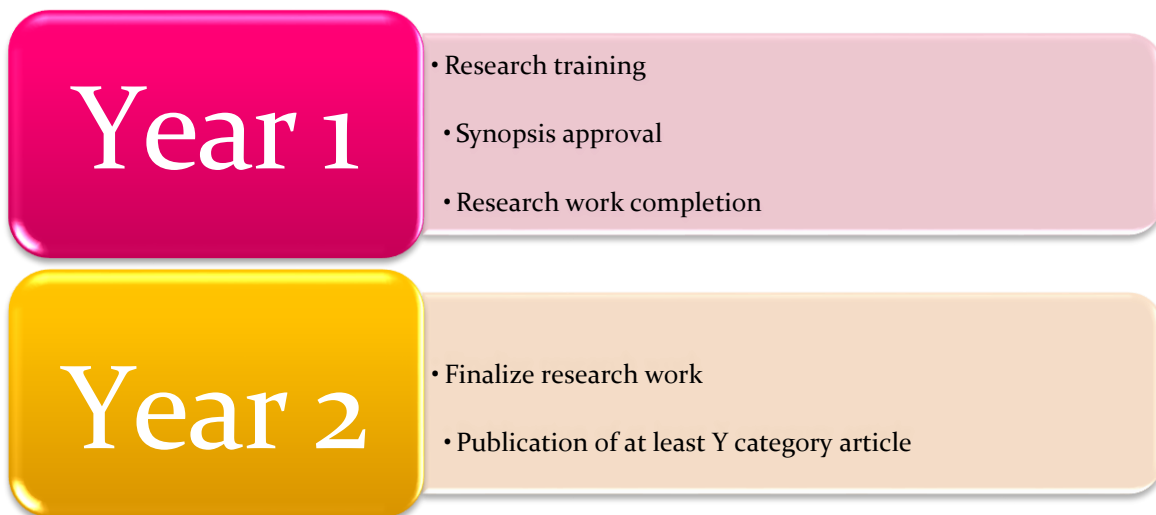 Year 1
• Research training
• Synopsis approval
• Research work completion
Year 2
• Finalize research work
• Publication of at least Y category article